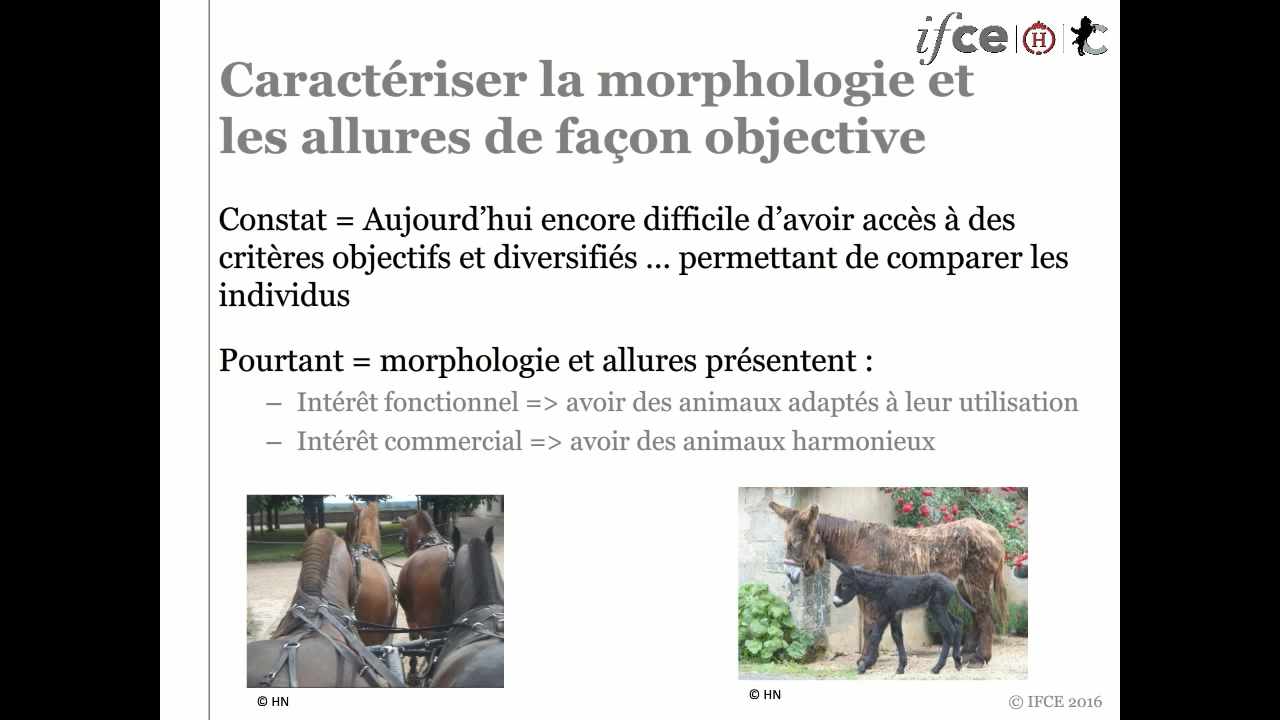 ifce H C
Caractériser la morphologie et
les allures de façon objective
Constat = Aujourd’hui encore difficile d’avoir accès à des
critères objectifs et diversifiés ... permettant de comparer les
individus
Pourtant = morphologie et allures présentent :
– Intérêt fonctionnel => avoir des animaux adaptés à leur utilisation
– Intérêt commercial => avoir des animaux harmonieux
© HN
© HN
© IFCE 2016